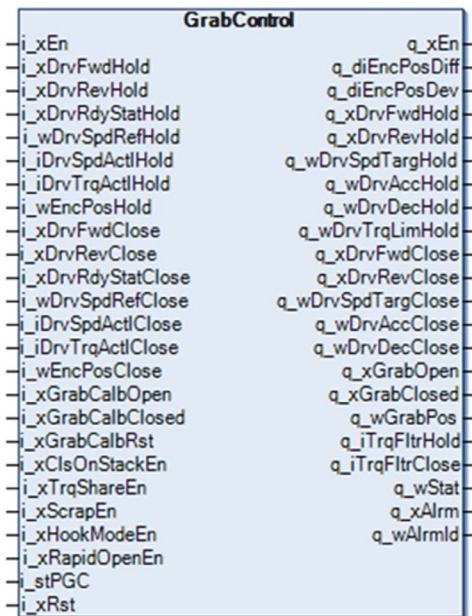 GrabControl
i_xEn q_xEn
i_xDrvFwdHold q_diEncPosDiff
i_xDrvRevHold q_diEncPosDev
i_xDrvRdyStatHold q_xDrvFwdHold
i_wDrvSpdRefHold q_xDrvRevHold
i_iDrvSpdActlHold q_wDrvSpdTargHold
i_iDrvTrqActlHold q_wDrvAccHold
i_wEncPosHold q_wDrvDecHold
i_xDrvFwdClose q_wDrvTrqLimHold
i_xDrvRevClose q_xDrvFwdClose
i_xDrvRdyStatClose q_xDrvRevClose
i_wDrvSpdRefClose q_wDrvSpdTargClose
i_iDrvSpdActlClose q_wDrvAccClose
i_iDrvTrqActlClose q_wDrvDecClose
i_wEncPosClose q_xGrabOpen
i_xGrabCalbOpen q_xGrabClosed
i_xGrabCalbClosed q_wGrabPos
i_xGrabCalbRst q_iTrqFltrHold
i_xClsOnStackEn q_iTrqFltrClose
i_xTrqShareEn q_wStat
i_xScrapEn q_xAlrm
i_xHookModeEn q_wAlrmId
i_xRapidOpenEn
i_stPGC
i_xRst